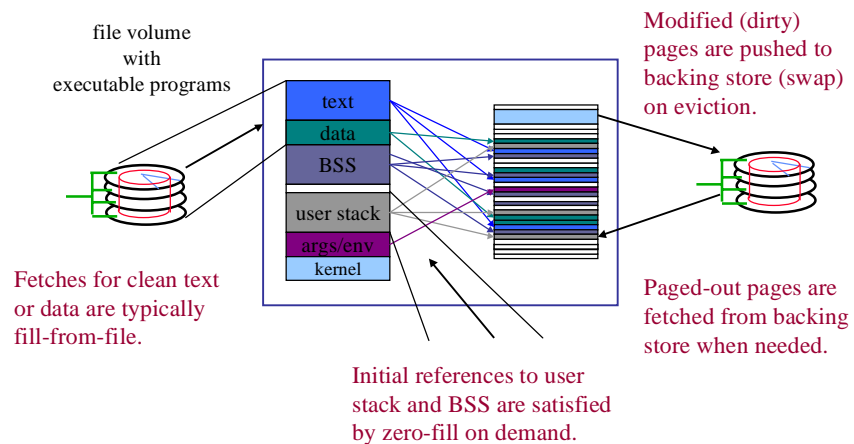 file volume
with
executable programs
Modified (dirty)
pages are pushed to
backing store (swap)
on eviction.
text
data
BSS
user stack
args/env
kernel
Fetches for clean text
or data are typically
fill-from-file.
Paged-out pages are
fetched from backing
store when needed.
Initial references to user
stack and BSS are satisfied
by zero-fill on demand.